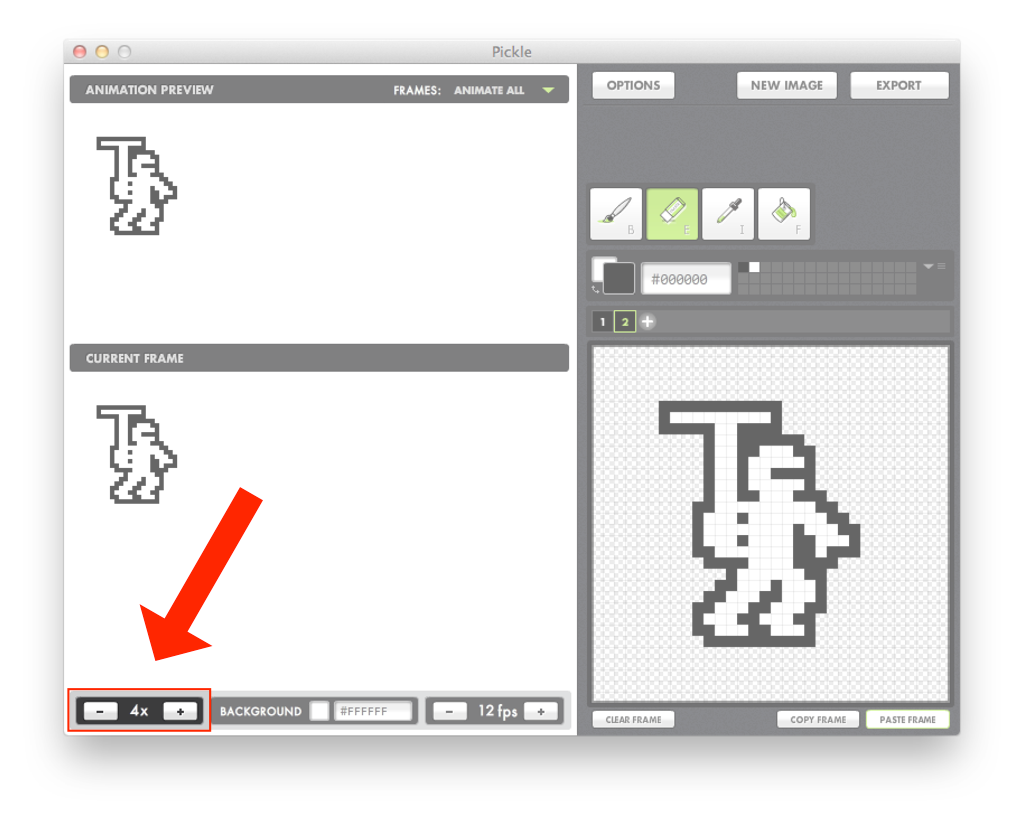 Pickle
ANIMATION PREVIEW
FRAMES: ANIMATE ALL
OPTIONS
NEW IMAGE
EXPORT
B
E
I
F
#000000
1 2 +
CURRENT FRAME
- 4x +
BACKGROUND
#FFFFFF
- 12 fps +
CLEAR FRAME
COPY FRAME
PASTE FRAME